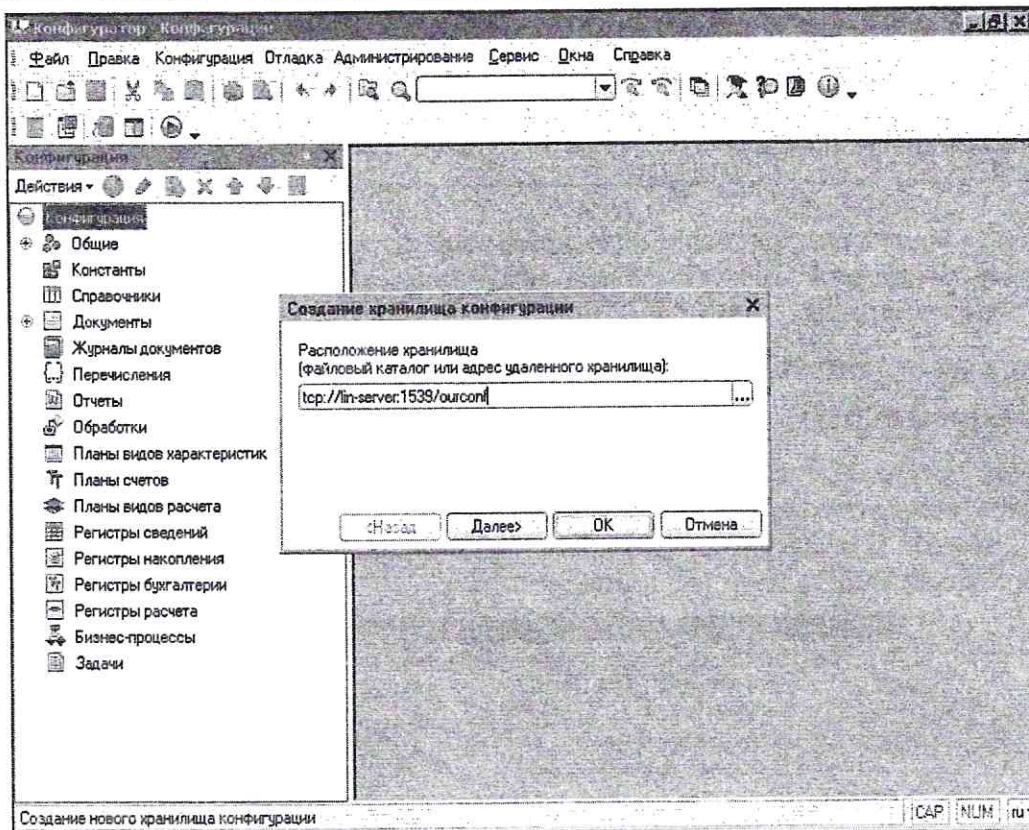 Конфигуратор - Конфигурация
Файл Правка Конфигурация Отладка Администрирование Сервис Окна Справка
Конфигурация
Действия
Конфигурация
Общие
Константы
Справочники
Документы
Журналы документов
Перечисления
Отчеты
Обработки
Планы видов характеристик
Планы счетов
Планы видов расчета
Регистры сведений
Регистры накопления
Регистры бухгалтерии
Регистры расчета
Бизнес-процессы
Задачи
Создание хранилища конфигурации
Расположение хранилища
(файловый каталог или адрес удаленного хранилища):
tcp://lin-server:1539/ourconf
...
<Назад Далее> OK Отмена
Создание нового хранилища конфигурации CAP NUM ru